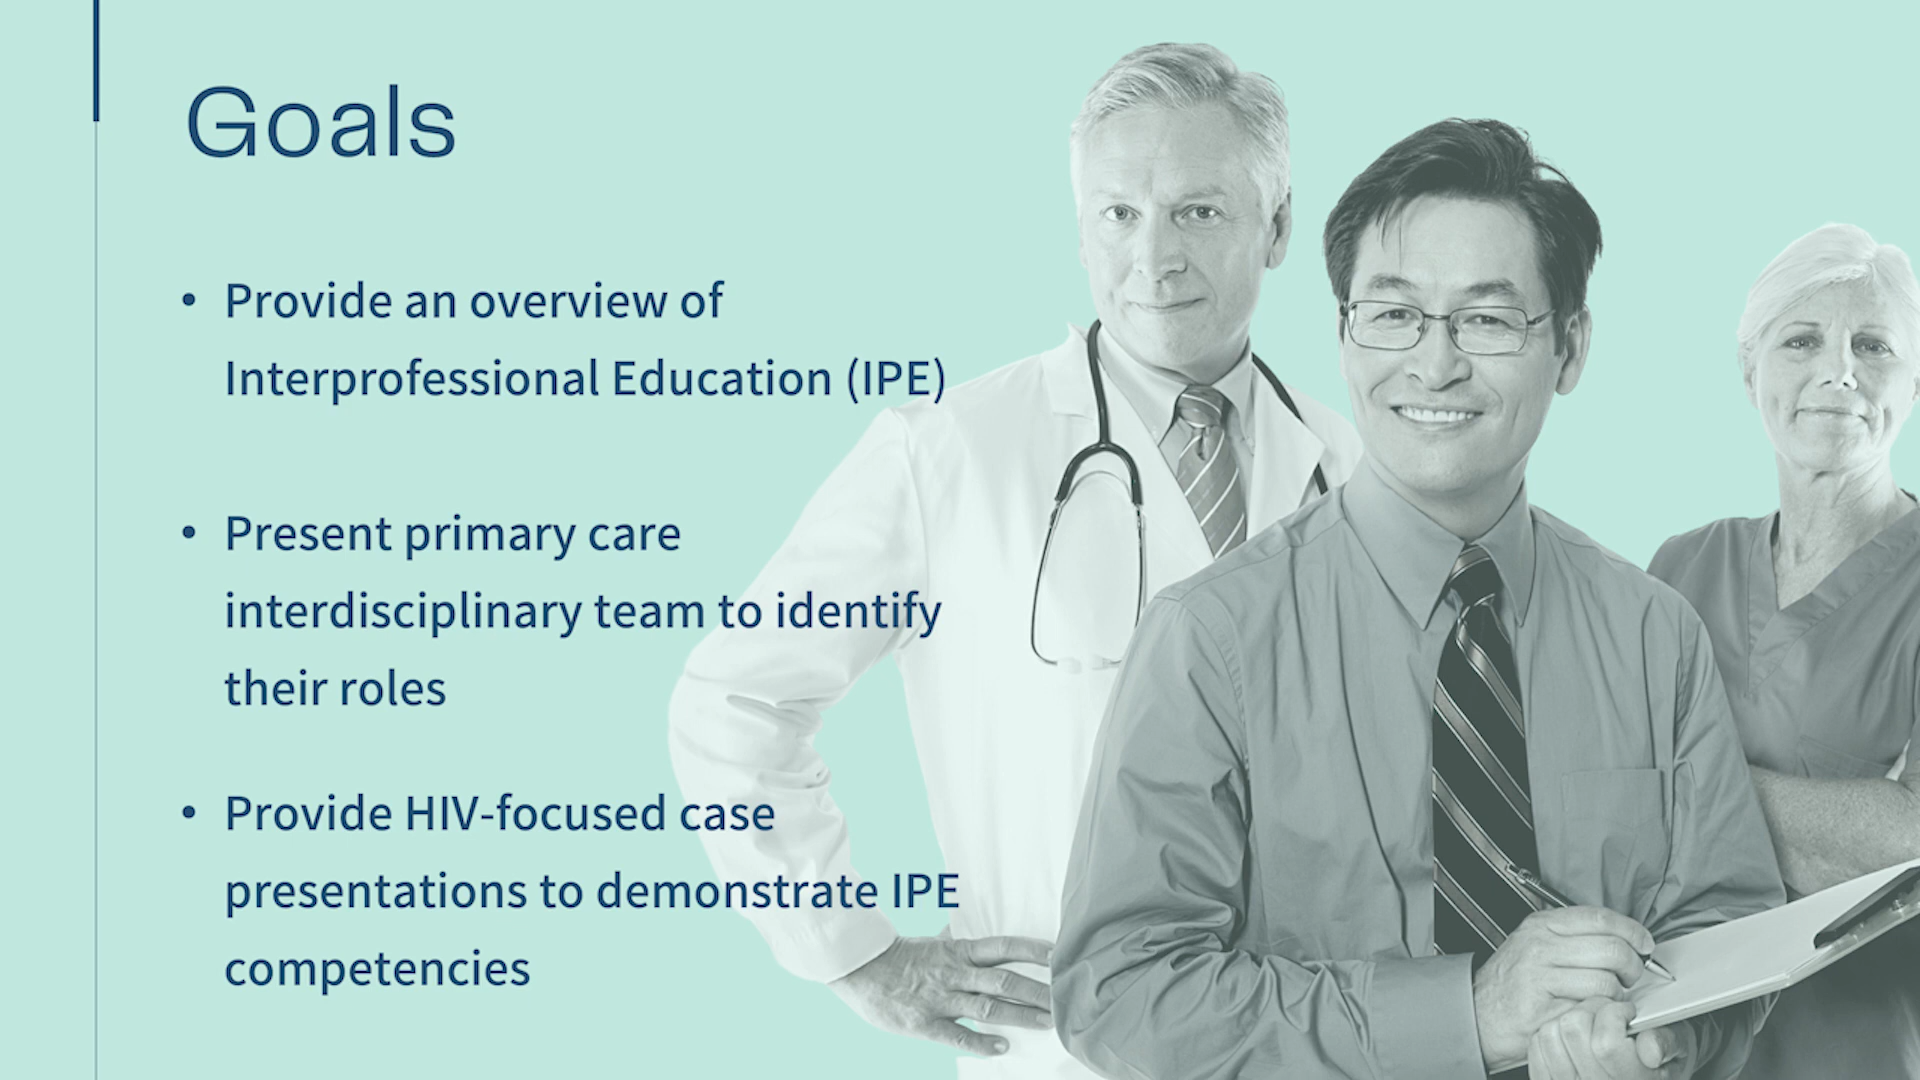 Goals
• Provide an overview of
Interprofessional Education (IPE)
• Present primary care
interdisciplinary team to identify
their roles
• Provide HIV-focused case
presentations to demonstrate IPE
competencies